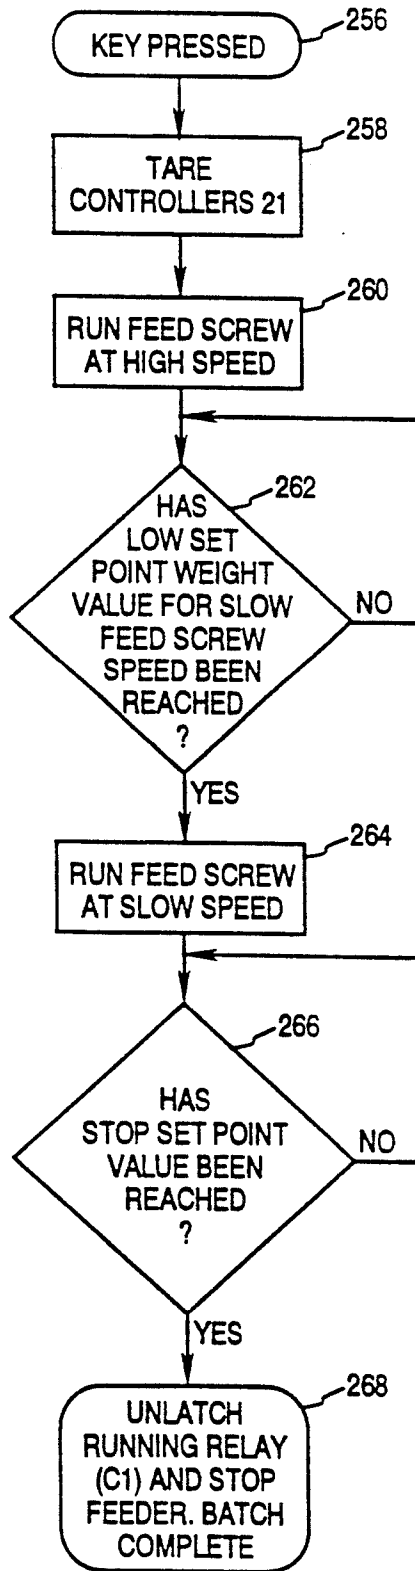 KEY PRESSED
256
258
TARE
CONTROLLERS 21
260
RUN FEED SCREW
AT HIGH SPEED
262
HAS
LOW SET
POINT WEIGHT
VALUE FOR SLOW
FEED SCREW
SPEED BEEN
REACHED
?
NO
YES
264
RUN FEED SCREW
AT SLOW SPEED
266
HAS
STOP SET POINT
VALUE BEEN
REACHED
?
NO
YES
268
UNLATCH
RUNNING RELAY
(C1) AND STOP
FEEDER. BATCH
COMPLETE